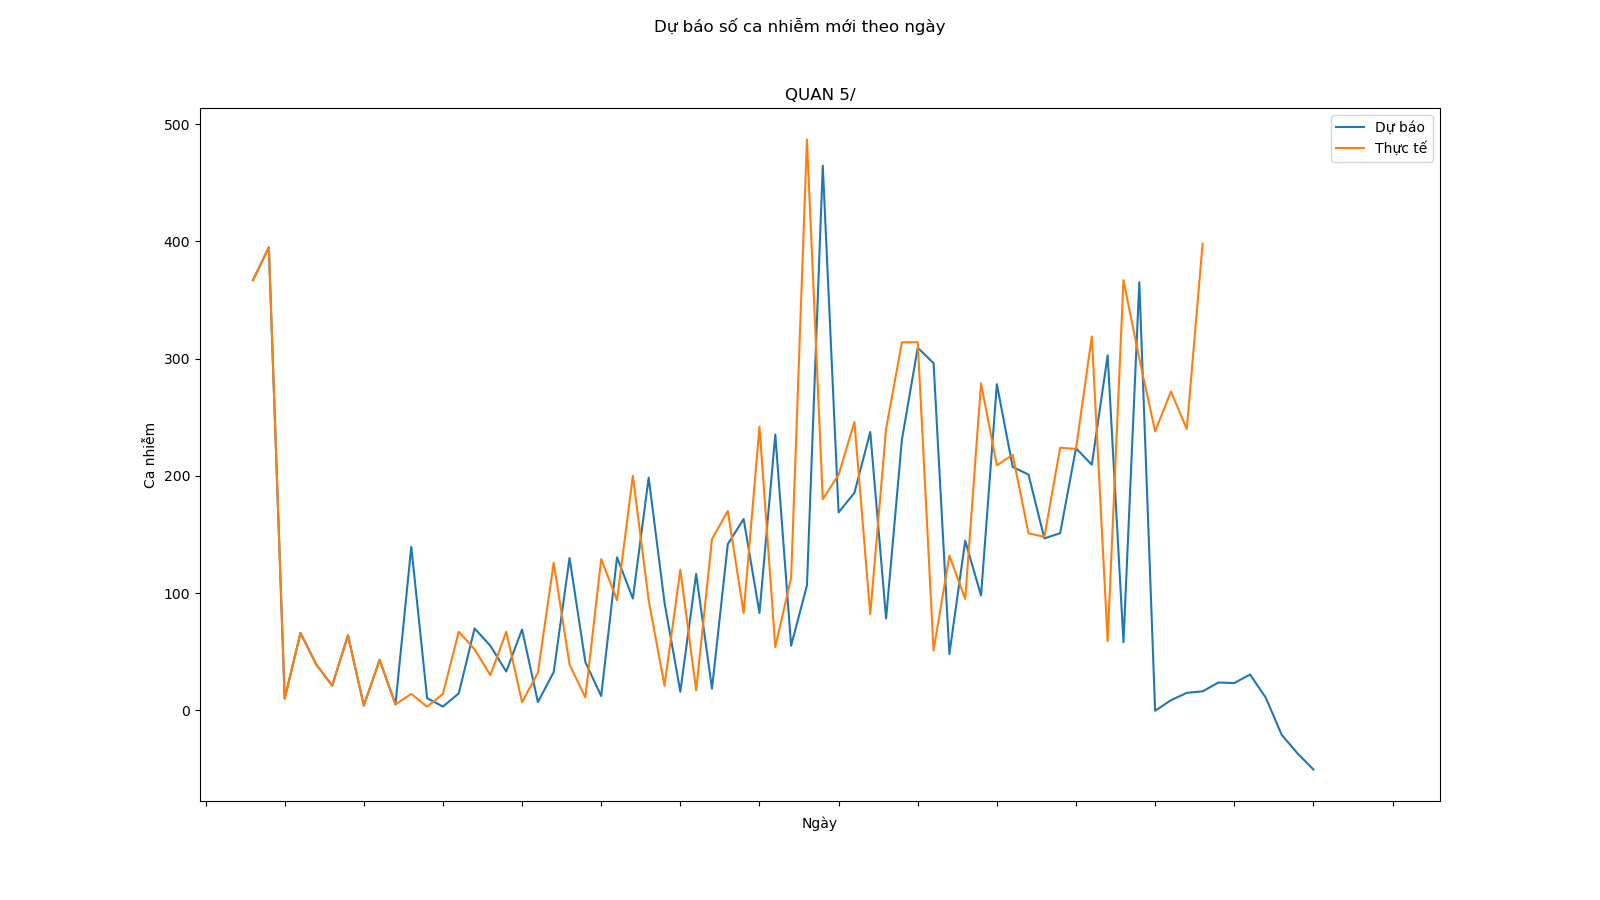 Dự báo số ca nhiễm mới theo ngày
QUAN 5/
500
400
300
200
100
0
Ca nhiễm
Dự báo
Thực tế
Ngày